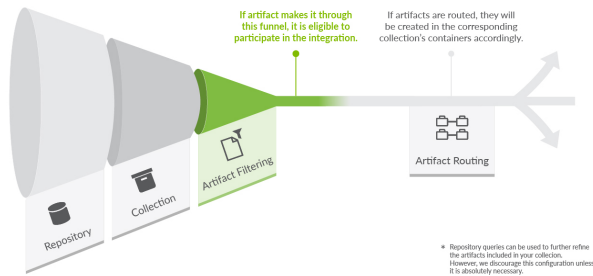 If artifact makes it through
this funnel, it is eligible to
participate in the integration.
If artifacts are routed, they will
be created in the corresponding
collection's containers accordingly.
Repository
Collection
Artifact Filtering
Artifact Routing
* Repository queries can be used to further refine
the artifacts included in your collecion.
However, we discourage this configuration unless
it is absolutely necessary.